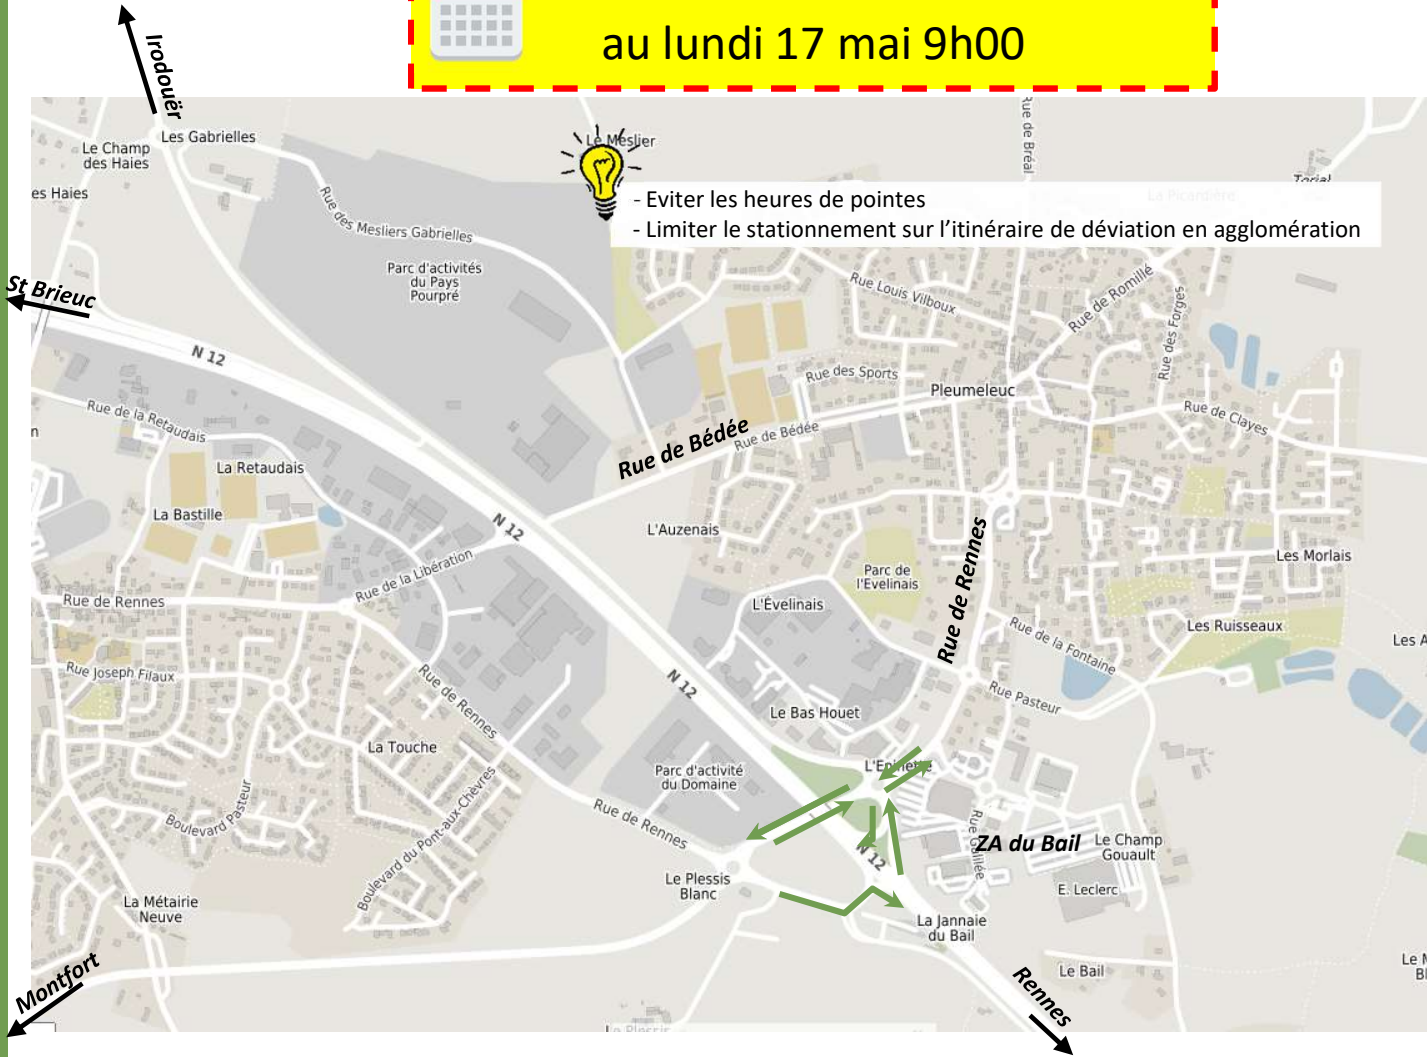 au lundi 17 mai 9h00
Irodouër
Les Gabrielles
Le Champ
des Haies
es Haies
Le Meslier
Rue de Bréal
La Picardière
- Eviter les heures de pointes
- Limiter le stationnement sur l’itinéraire de déviation en agglomération
Rue des Mesliers Gabrielles
Parc d'activités
du Pays
Pourpré
St Brieuc
N 12
Rue Louis Vilboux
Rue de Romillé
Rue des Forges
Rue des Sports
Pleumeleuc
Rue de Clayes
Rue de la Retaudais
Rue de Bédée
Rue de Bédée
n
La Retaudais
La Bastille
N 12
L'Auzenais
Rue de Rennes
Les Morlais
Rue de la Libération
Parc de
l'Evelinais
L'Évelinais
Rue de Rennes
Rue de la Fontaine
Les Ruisseaux
Les A
Rue Joseph Filaux
Rue de Rennes
N 12
Rue Pasteur
Le Bas Houet
La Touche
Parc d'activité
du Domaine
L'Epinette
Boulevard Pasteur
Boulevard du Pont-aux-Chèvres
Rue de Rennes
N 12
ZA du Bail
Le Champ
Gouault
Le Plessis
Blanc
E. Leclerc
La Métairie
Neuve
La Jannaie
du Bail
Le Bail
Montfort
Rennes